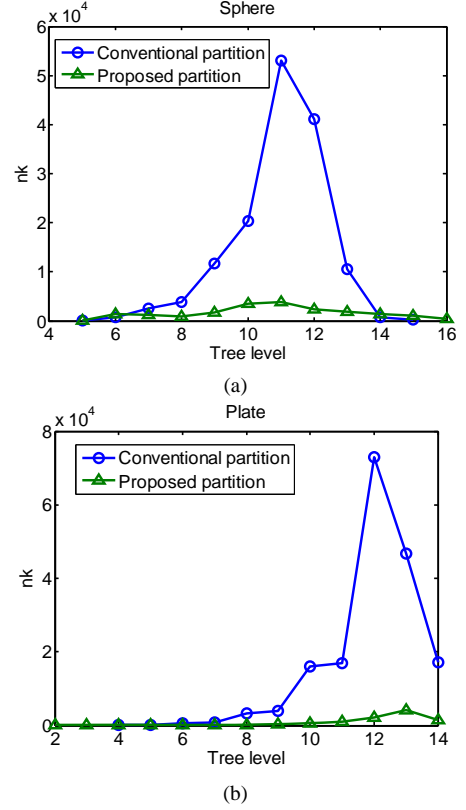 Sphere
x 10^4
6
5
4
3
2
1
0
nk
Conventional partition
Proposed partition
4 6 8 10 12 14 16
Tree level
(a)
Plate
x 10^4
8
6
4
2
0
nk
Conventional partition
Proposed partition
2 4 6 8 10 12 14
Tree level
(b)